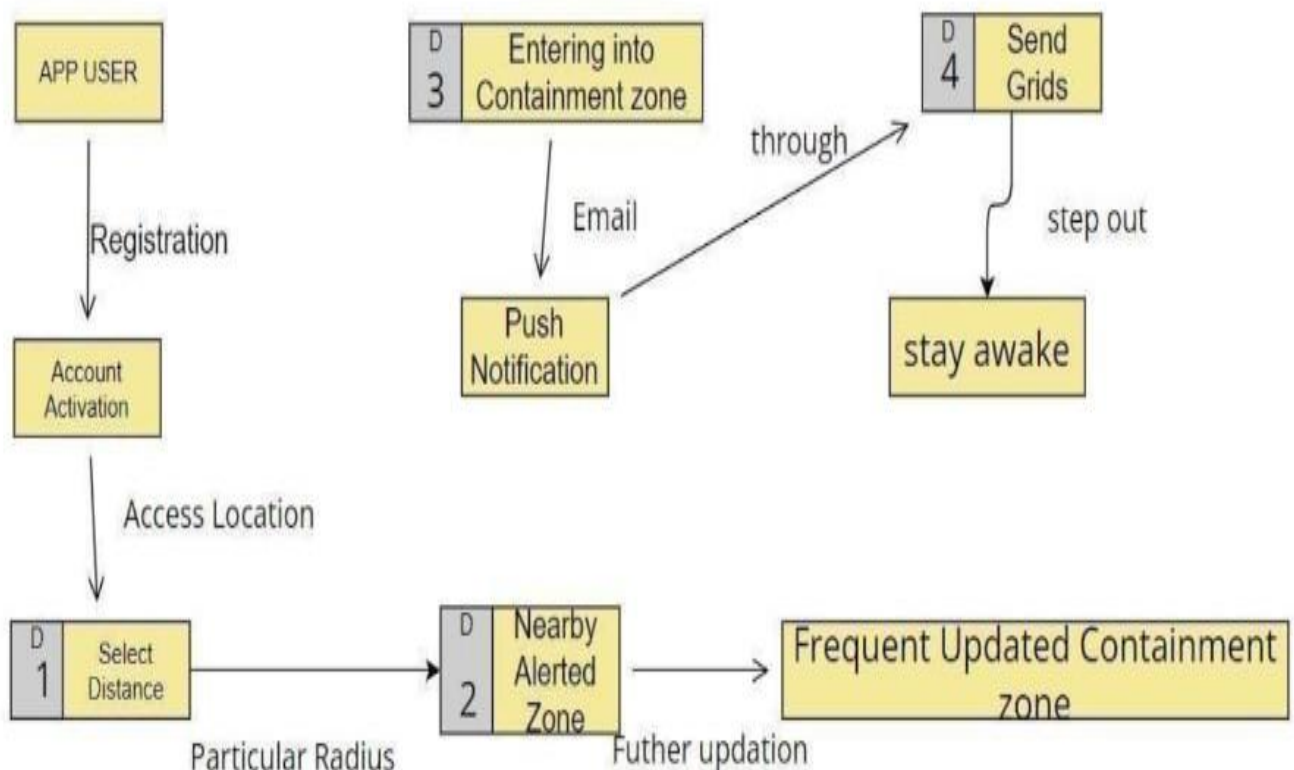 APP USER
Registration
Account
Activation
Access Location
D
1
Select
Distance
Particular Radius
D
2
Nearby
Alerted
Zone
Futher updation
Frequent Updated Containment
zone
D
3
Entering into
Containment zone
Email
Push
Notification
through
D
4
Send
Grids
step out
stay awake